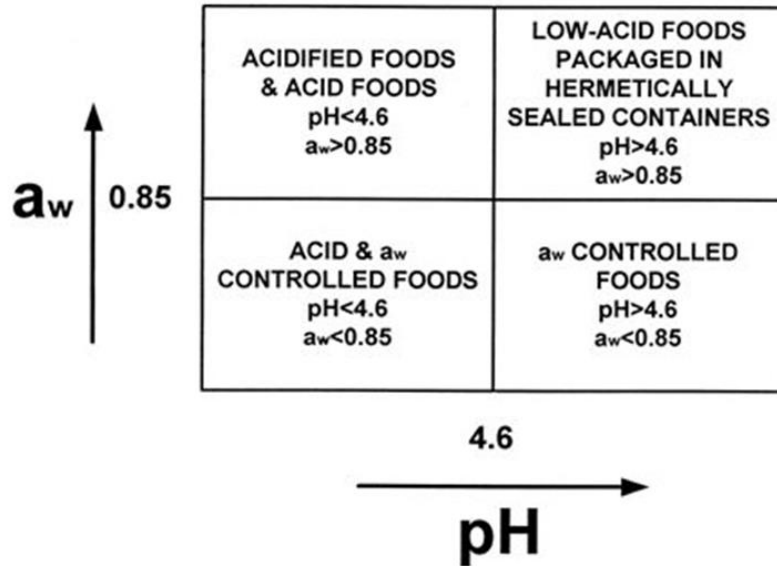 ACIDIFIED FOODS
& ACID FOODS
pH<4.6
aw>0.85
LOW-ACID FOODS
PACKAGED IN
HERMETICALLY
SEALED CONTAINERS
pH>4.6
aw>0.85
aw
0.85
ACID & aw
CONTROLLED FOODS
pH<4.6
aw<0.85
aw CONTROLLED
FOODS
pH>4.6
aw<0.85
4.6
pH